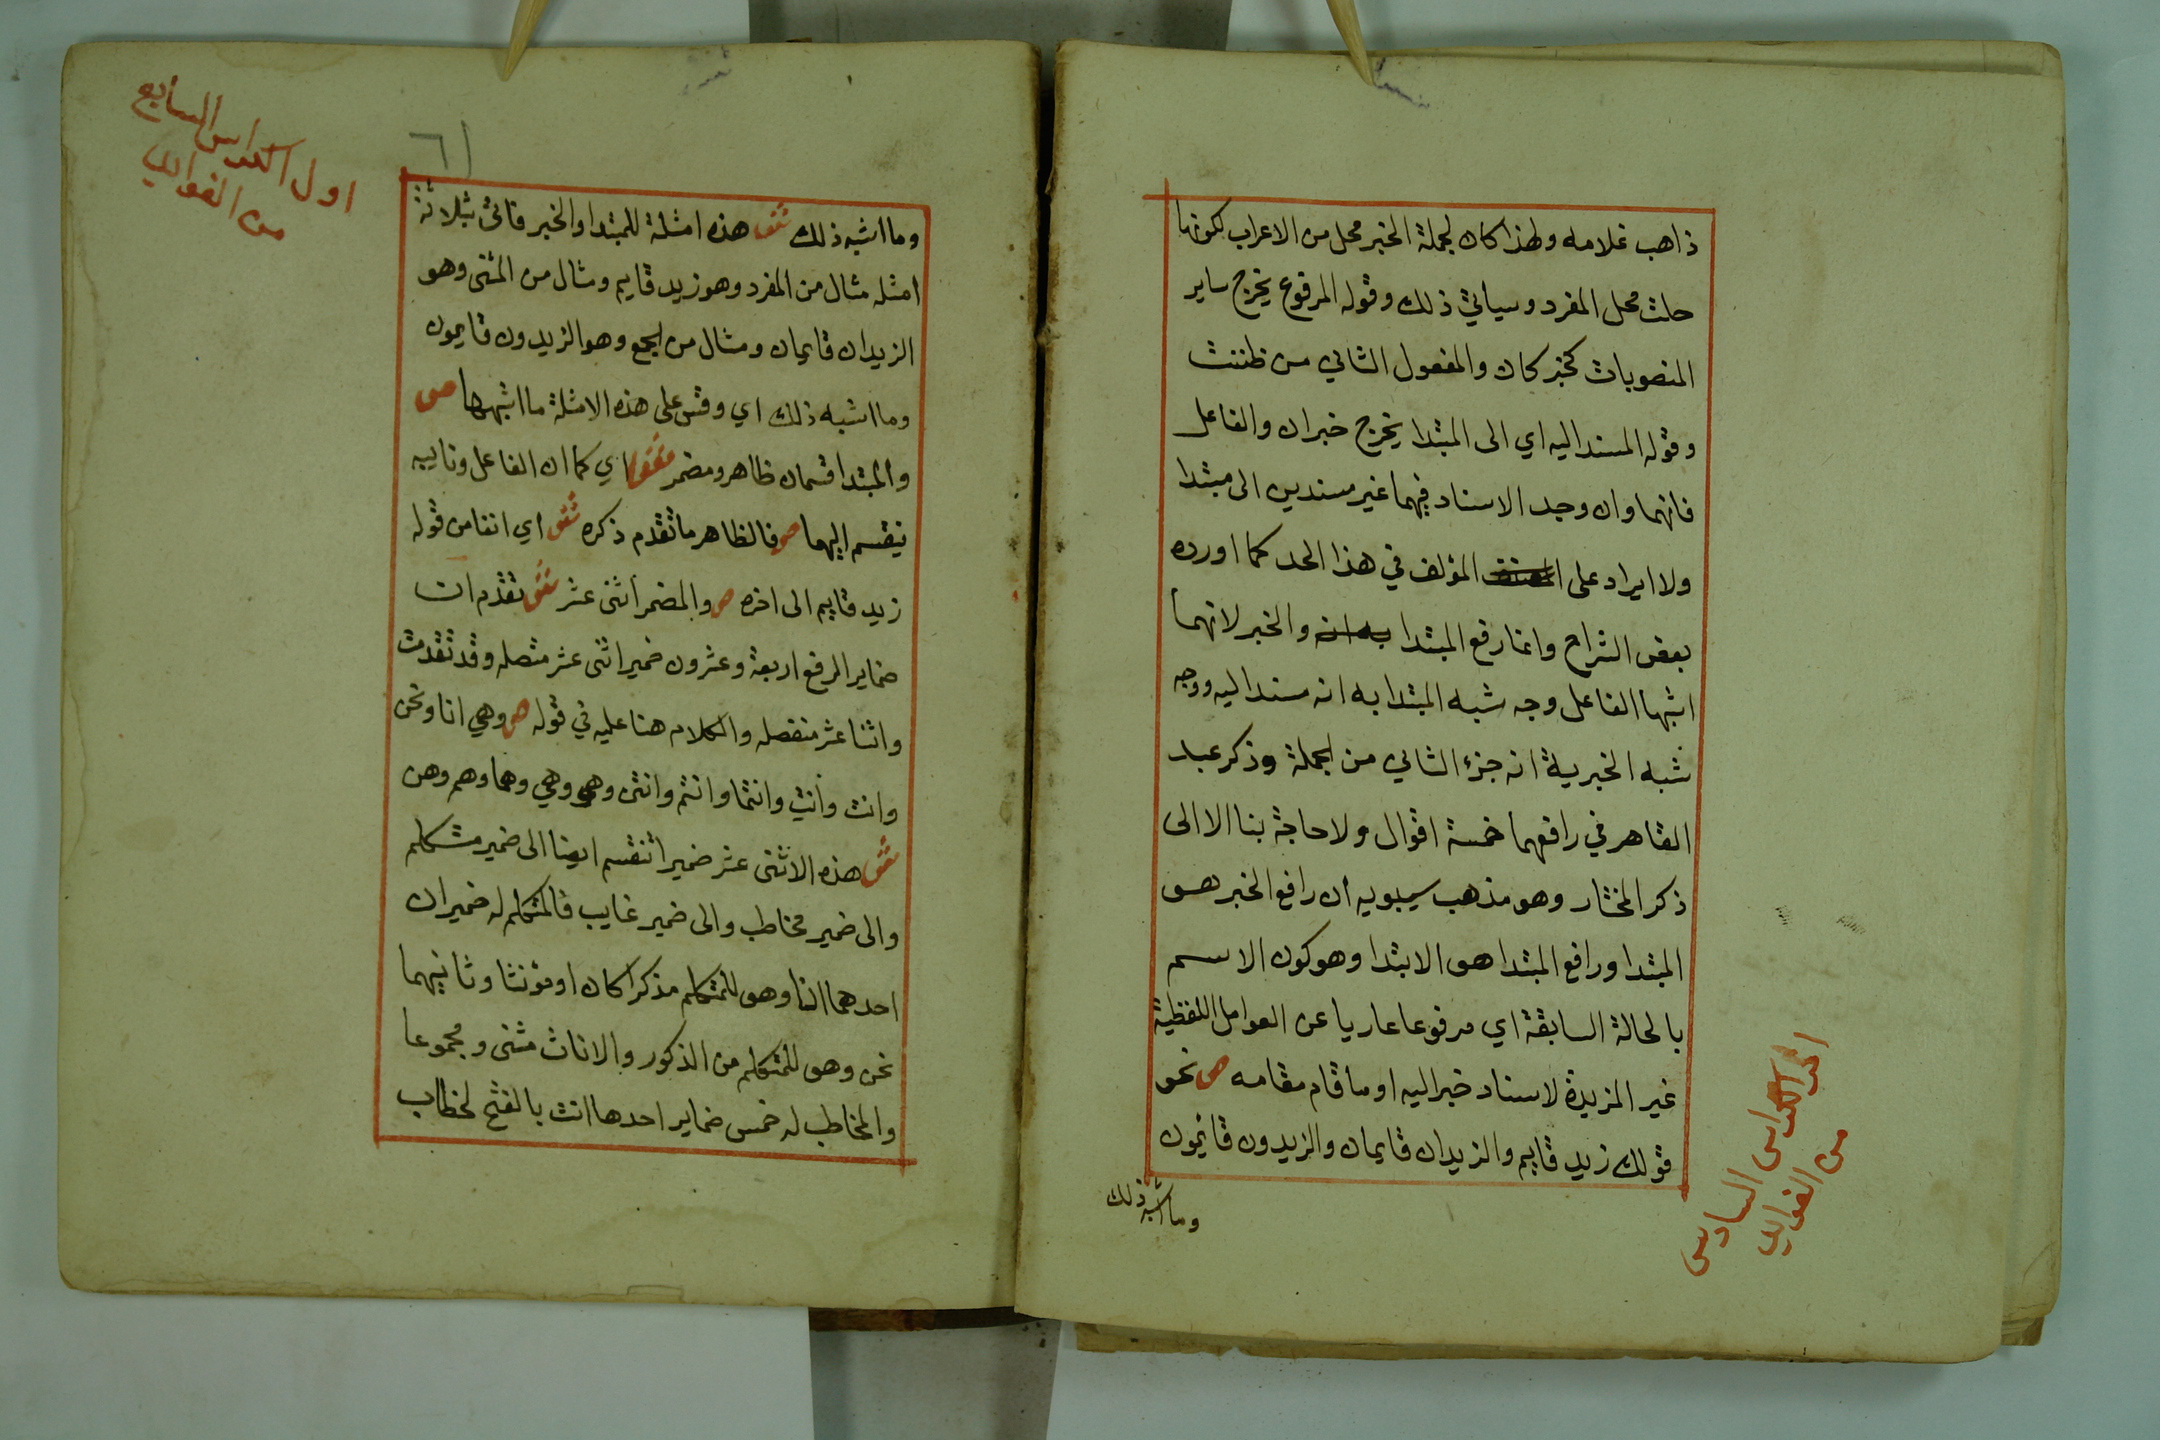 ذاهب غلامه ولهذا كان لجملة الخبر محل من الاعراب لكونها
حلت محل المفرد وسياتي ذلك وقوله المرفوع يخرج ساير
المنصوبات كخبر كان والمفعول الثاني من ظننت
وقوله المسند اليه اي الى المبتدا يخرج خبر ان والفاعل
فانهما وان وجد الاسناد فيهما غير مسندين الى مبتدا
ولا ايراد على المؤلف في هذا الحد كما اورده
بعض الشراح وانما رفع المبتدا والخبر لانهما
اشبها الفاعل وجه شبه المبتدا به انه مسند اليه ووجه
شبه الخبرية انه جزء الثاني من الجملة وذكر عبد
القاهر في رافعهما خمسة اقوال ولا حاجة بنا الا الى
ذكر المختار وهو مذهب سيبويه ان رافع الخبر هو
المبتدا ورافع المبتدا هو الابتدا وهو كون الاسم
بالحالة السابقة اي مرفوعا عاريا عن العوامل اللفظية
غير المزيدة لاسناد خبر اليه او ما قام مقامه ص نحو
قولك زيد قايم والزيدان قايمان والزيدون قائمون
وما اشبه ذلك
اخر الكراس السادس
من الفواايد
اول الكراس السابع
من الفوايد
٦١
وما اشبه ذلك ش هذه امثلة للمبتدا والخبر فاتى بثلاثة
امثله مثال من المفرد وهو زيد قايم ومثال من المثنى وهو
الزيدان قايمان ومثال من الجمع وهو الزيدون قايمون
وما اشبه ذلك اي وقس على هذه الامثلة ما اشبهها ص
والمبتدا قسمان ظاهر ومضمر ش اي كما ان الفاعل ونايبه
ينقسم اليهما ص فالظاهر ما تقدم ذكره ش اي انفا من قوله
زيد قايم الى اخره ص والمضمر اثنى عشر ش تقدم ان
ضماير الرفع اربعة وعشرون ضمير اثنى عشر متصله وقد تقدمت
واثنا عشر منفصله والكلام هنا عليه في قوله ص وهي انا ونحن
وانت وانتِ وانتما وانتم وانتن وهو وهي وهما وهم وهن
ش هذه الاثنى عشر ضميرا تنقسم ايضا الى ضمير متكلم
والى ضمير مخاطب والى ضمير غايب فالمتكلم له ضميران
احدهما انا وهو للمتكلم مذكرا كان او مؤنثا وثانيهما
نحن وهو للمتكلم من الذكور والاناث مثنى ومجموعا
والمخاطب له خمس ضماير احدها انت بالفتح لخطاب